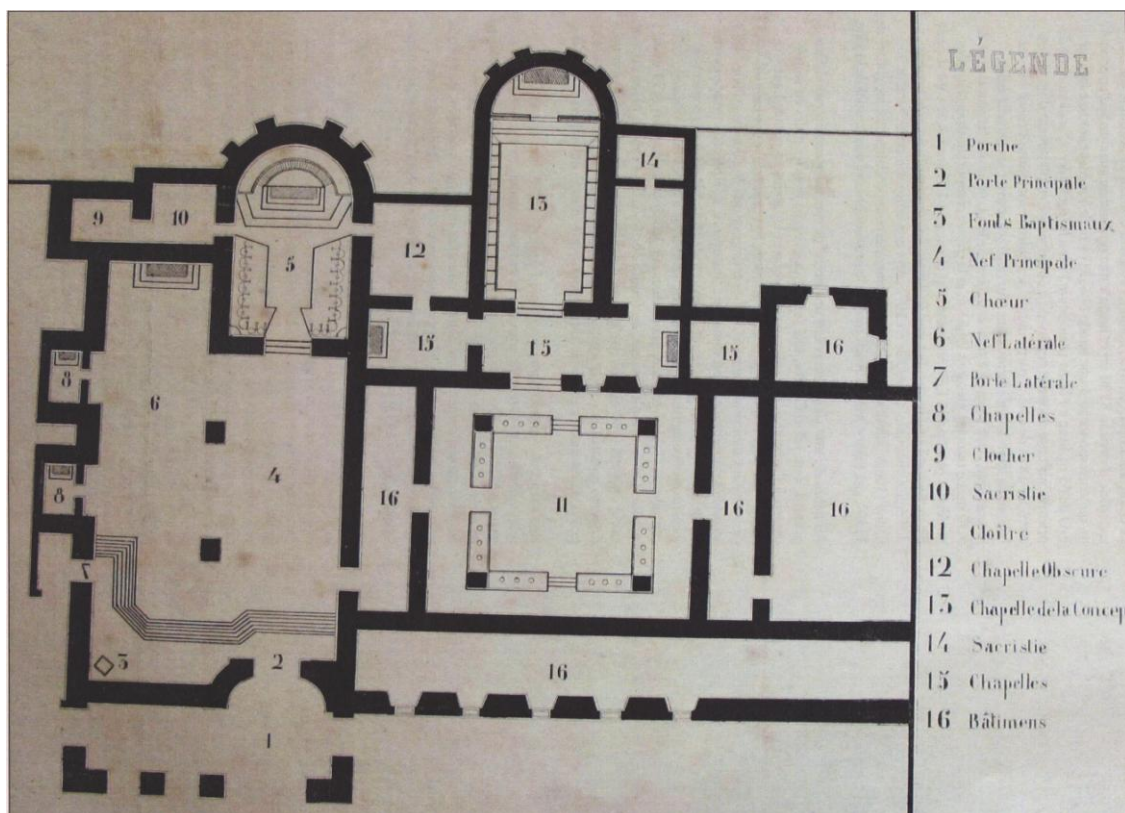 LÉGENDE
1 Porche
2 Porte Principale
3 Fonts Baptismaux
4 Nef Principale
5 Chœur
6 Nef Latérale
7 Porte Latérale
8 Chapelles
9 Clocher
10 Sacristie
11 Cloître
12 Chapelle Obscure
13 Chapelle de la Concep
14 Sacristie
15 Chapelles
16 Bâtimens
14
13
9 10
12
5
15 15 15 16
8
6
8
4
16 11 16 16
7
3 2
16
1